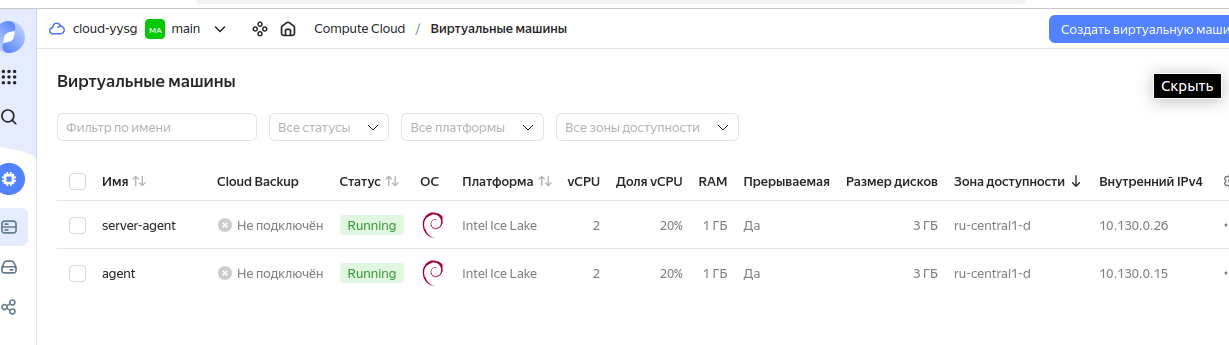 cloud-yysg MA main Compute Cloud / Виртуальные машины Создать виртуальную маши
Виртуальные машины
Скрыть
Фильтр по имени Все статусы Все платформы Все зоны доступности
Имя Cloud Backup Статус ОС Платформа vCPU Доля vCPU RAM Прерываемая Размер дисков Зона доступности Внутренний IPv4
server-agent Не подключён Running Intel Ice Lake 2 20% 1 ГБ Да 3 ГБ ru-central1-d 10.130.0.26
agent Не подключён Running Intel Ice Lake 2 20% 1 ГБ Да 3 ГБ ru-central1-d 10.130.0.15